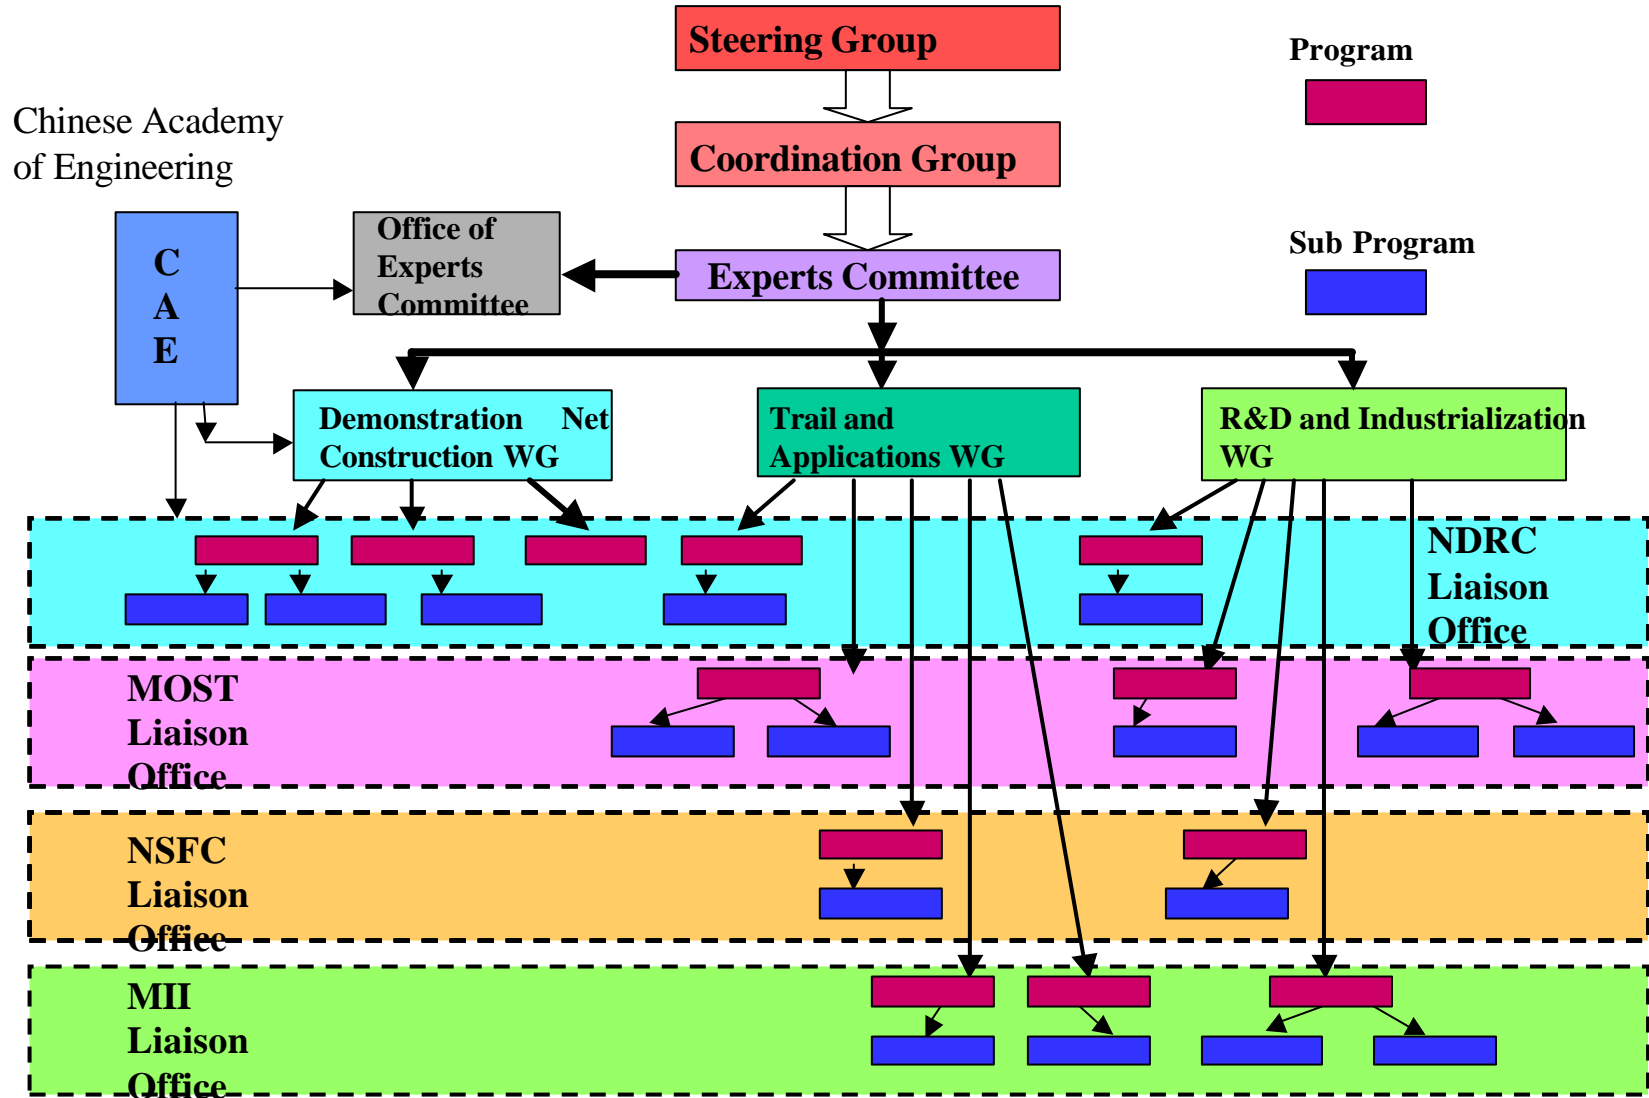 Steering Group
Program
Chinese Academy
of Engineering
Coordination Group
Sub Program
C
A
E
Office of
Experts
Committee
Experts Committee
Demonstration Net
Construction WG
Trail and
Applications WG
R&D and Industrialization
WG
NDRC
Liaison
Office
MOST
Liaison
Office
NSFC
Liaison
Office
MII
Liaison
Office